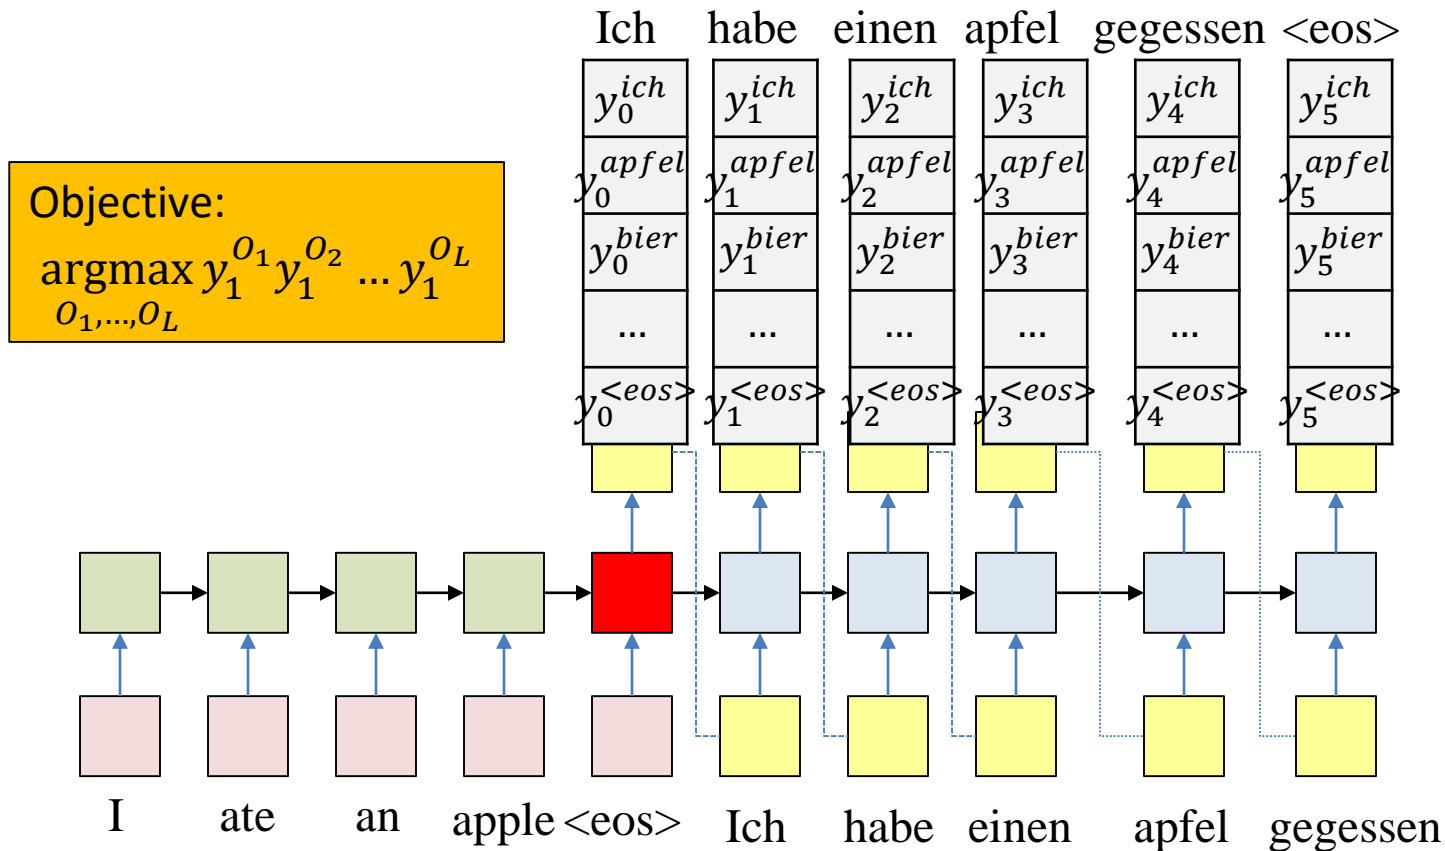 Ich habe einen apfel gegessen <eos>
y_0^{ich} y_1^{ich} y_2^{ich} y_3^{ich} y_4^{ich} y_5^{ich}
y_0^{apfel} y_1^{apfel} y_2^{apfel} y_3^{apfel} y_4^{apfel} y_5^{apfel}
y_0^{bier} y_1^{bier} y_2^{bier} y_3^{bier} y_4^{bier} y_5^{bier}
... ... ... ... ... ...
y_0^{<eos>} y_1^{<eos>} y_2^{<eos>} y_3^{<eos>} y_4^{<eos>} y_5^{<eos>}
Objective:
argmax y_1^{O_1} y_1^{O_2} ... y_1^{O_L}
O_1,...,O_L
I ate an apple <eos> Ich habe einen apfel gegessen